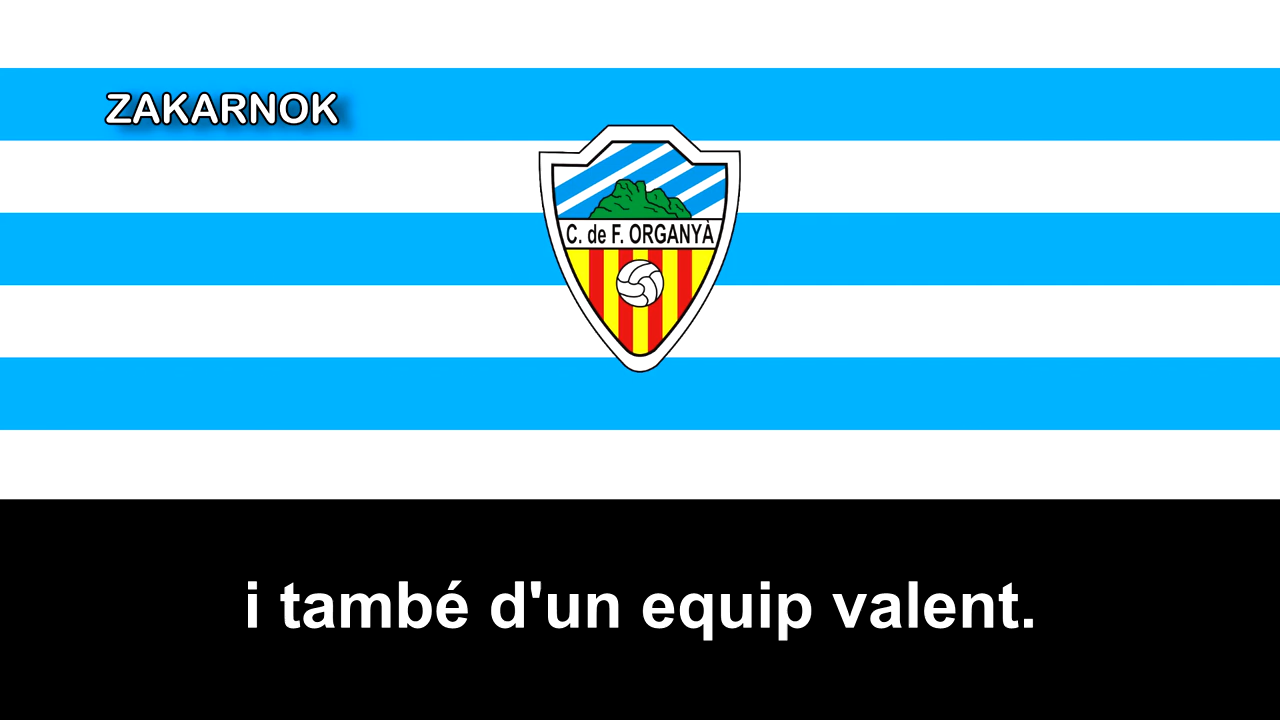 ZAKARNOK
C. de F. ORGANYÀ
i també d'un equip valent.